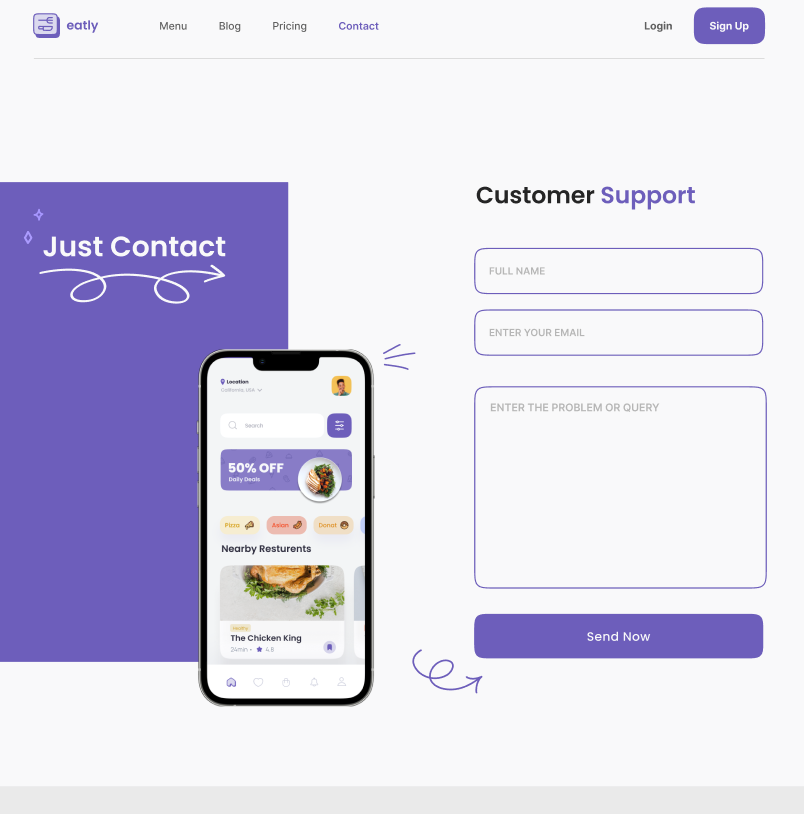 eatly
Menu
Blog
Pricing
Contact
Login
Sign Up
Just Contact
Customer Support
FULL NAME
ENTER YOUR EMAIL
ENTER THE PROBLEM OR QUERY
Send Now
Location
California, USA
Search
50% OFF
Daily Deals
Pizza
Asian
Donat
Nearby Resturents
Healthy
The Chicken King
24min • 4.8